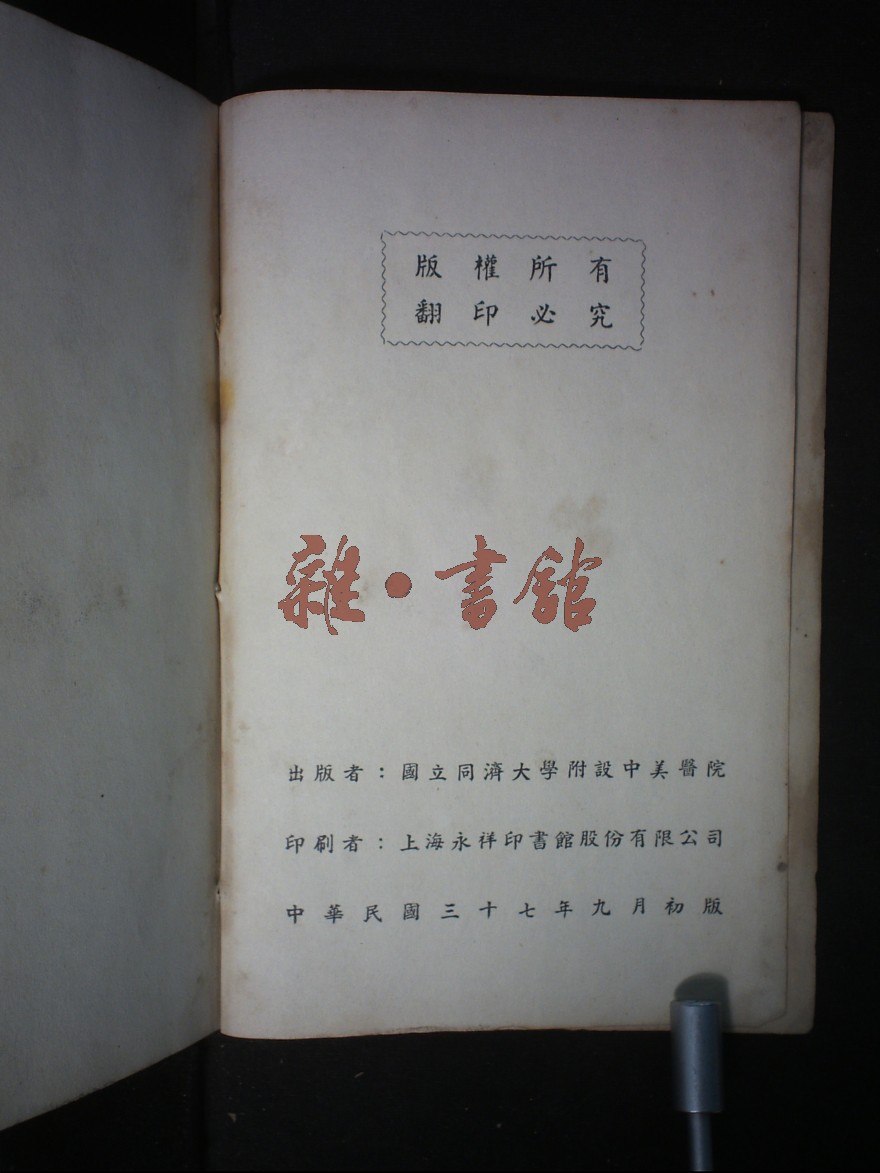 版權所有
翻印必究
雜·書館
出版者：國立同濟大學附設中美醫院
印刷者：上海永祥印書館股份有限公司
中華民國三十七年九月初版